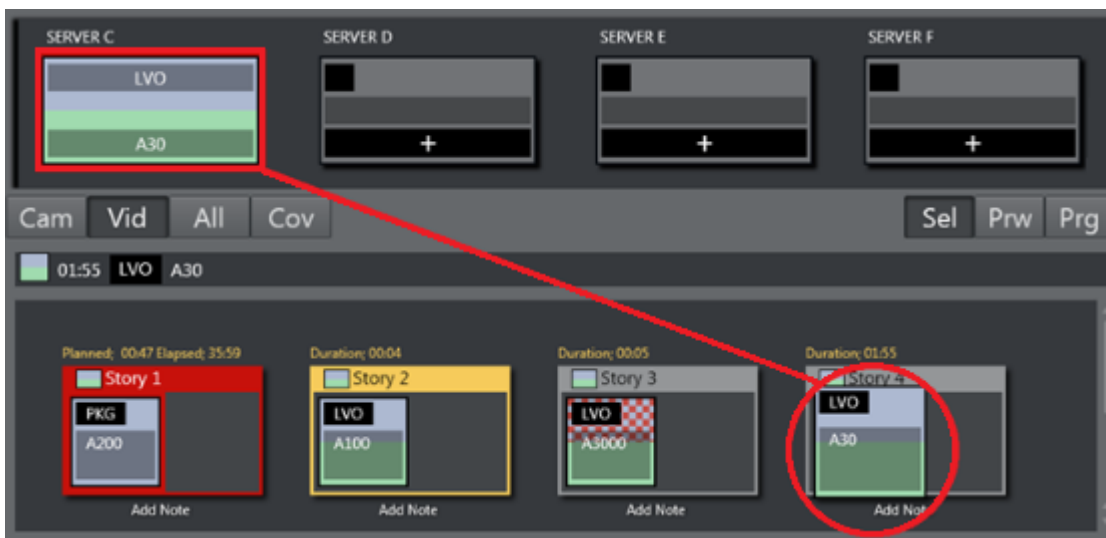 SERVER C SERVER D SERVER E SERVER F
LVO
A30 + + +
Cam Vid All Cov Sel Prw Prg
01:55 LVO A30
Planned; 00:47 Elapsed; 35:59 Duration; 00:04 Duration; 00:05 Duration; 01:55
Story 1 Story 2 Story 3 Story 4
PKG LVO LVO LVO
A200 A100 A3000 A30
Add Note Add Note Add Note Add Not